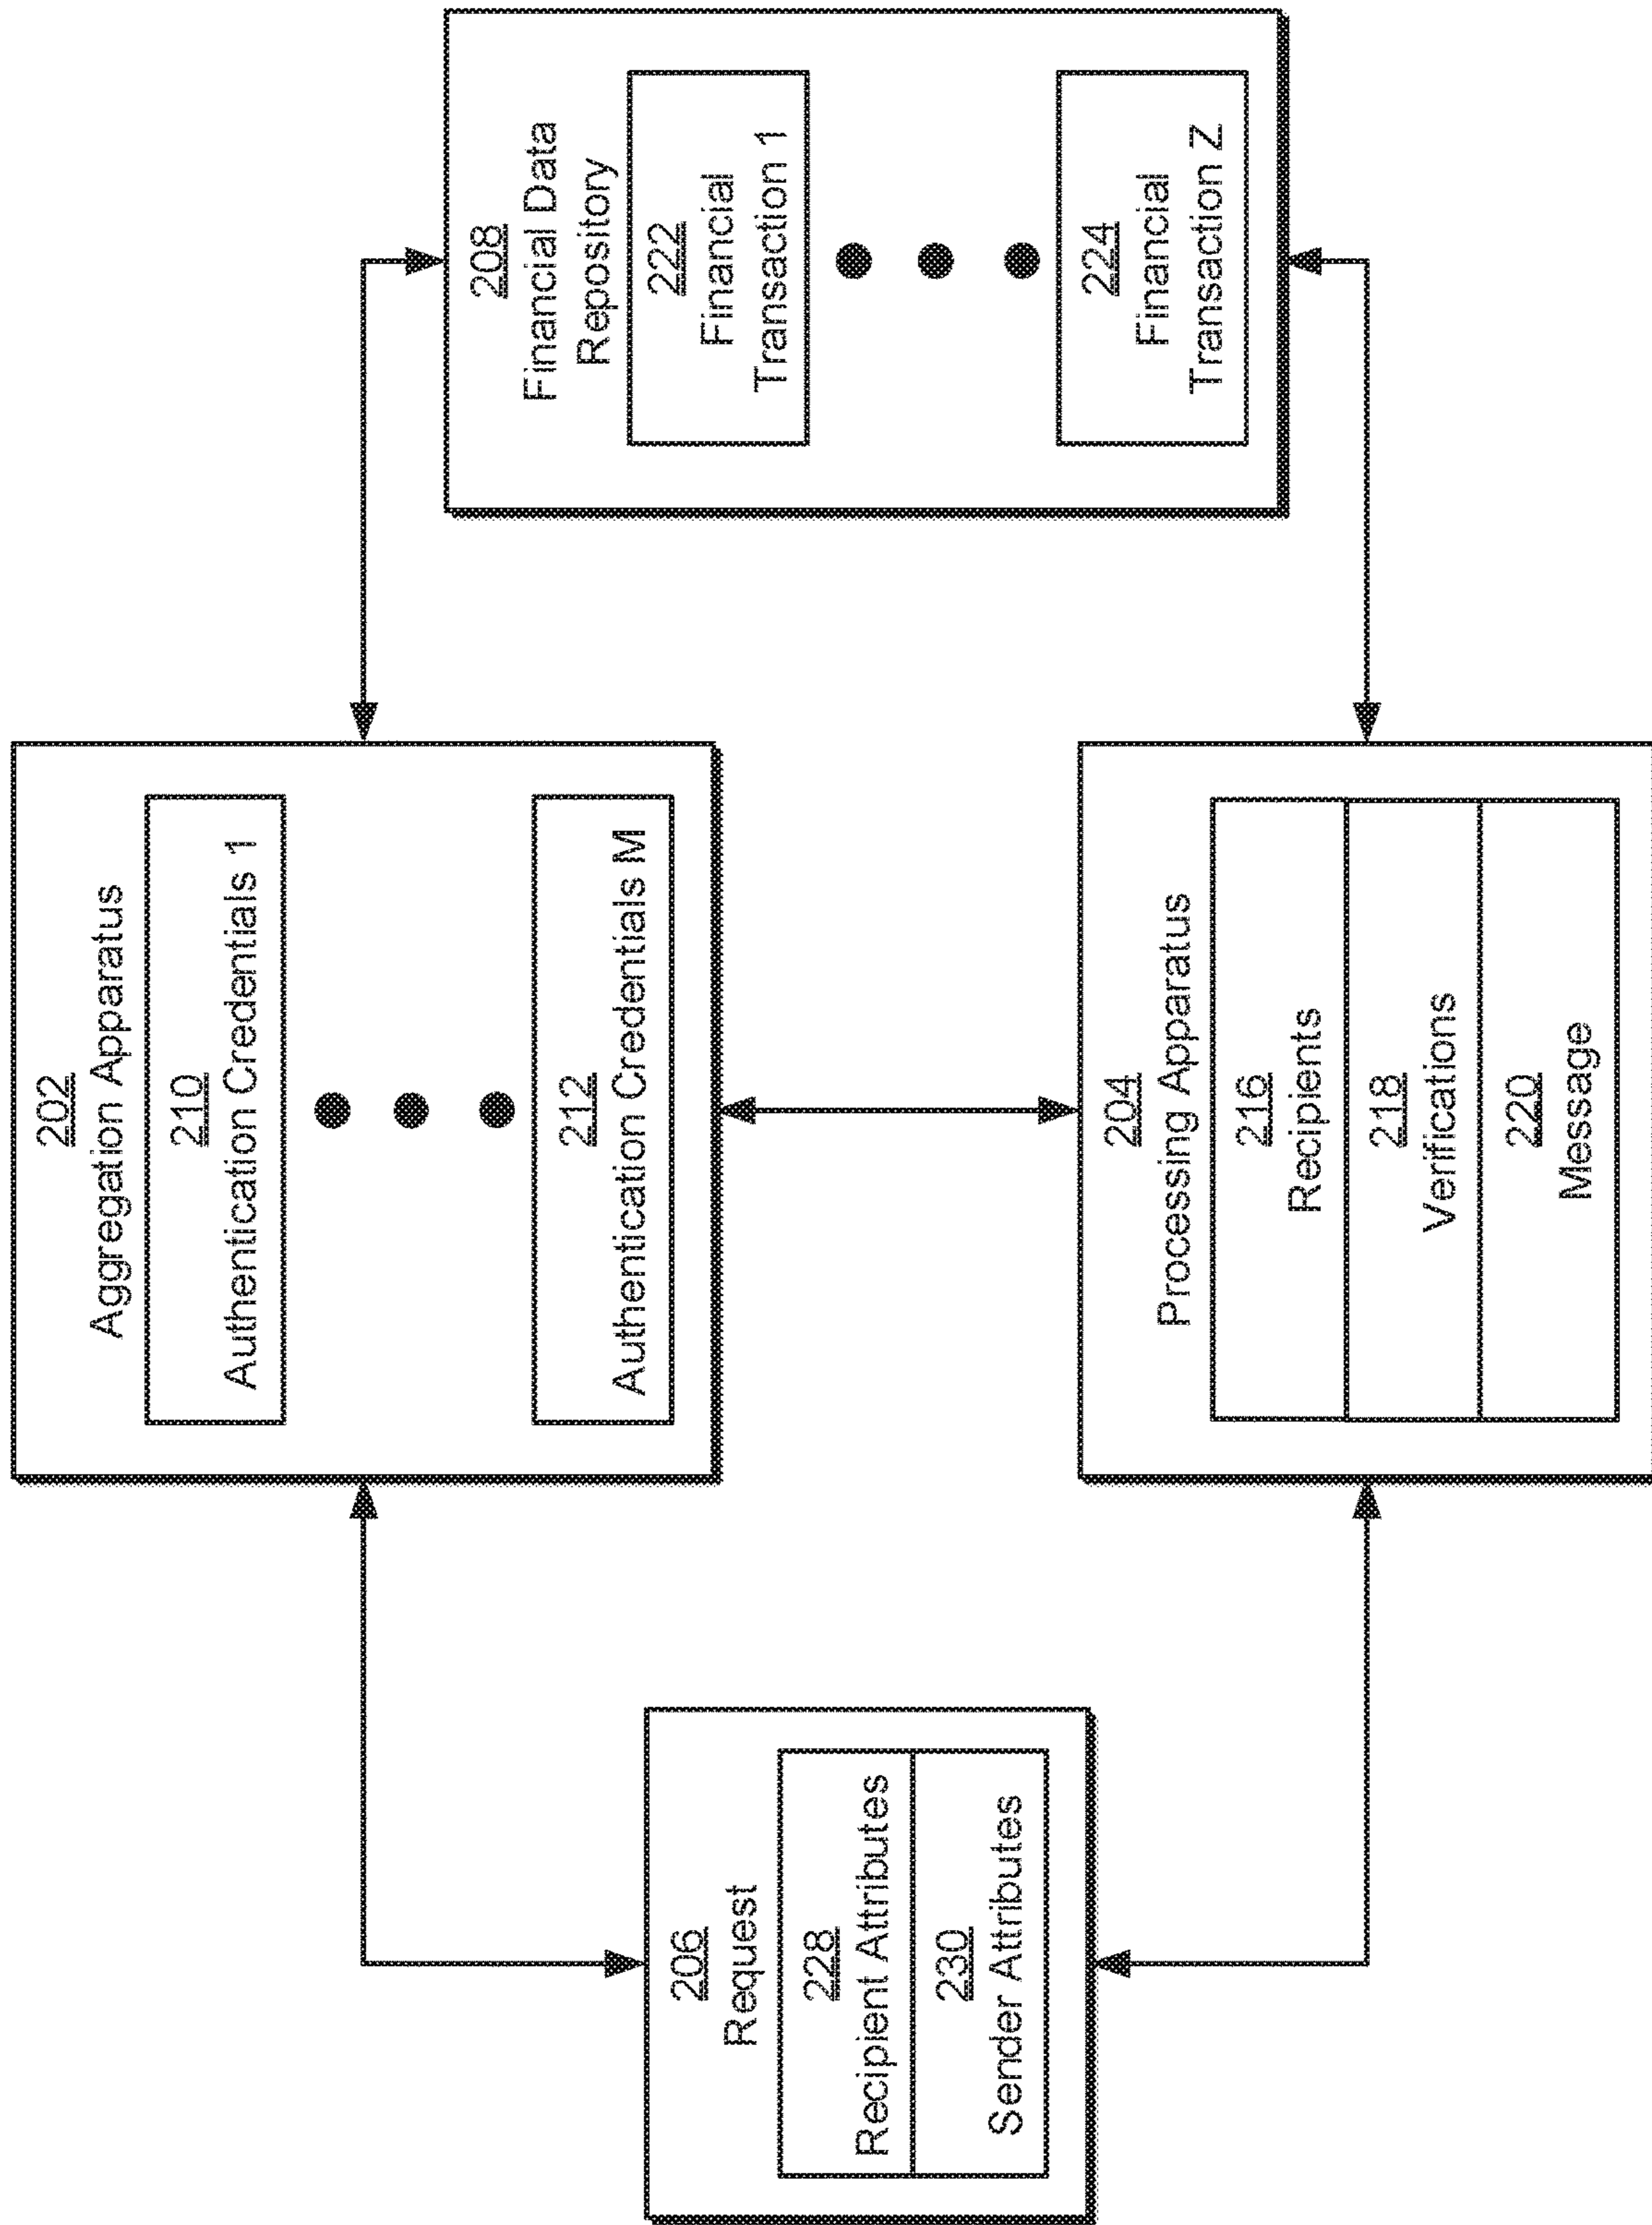 202
Aggregation Apparatus
210
Authentication Credentials 1
212
Authentication Credentials M
206
Request
228
Recipient Attributes
230
Sender Attributes
208
Financial Data
Repository
222
Financial
Transaction 1
224
Financial
Transaction Z
204
Processing Apparatus
216
Recipients
218
Verifications
220
Message